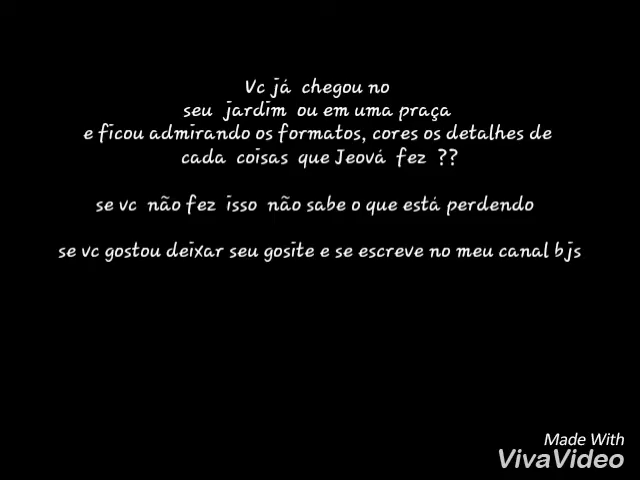 Vc já chegou no
seu jardim ou em uma praça
e ficou admirando os formatos, cores os detalhes de
cada coisas que Jeová fez ??
se vc não fez isso não sabe o que está perdendo
se vc gostou deixar seu gosite e se escreve no meu canal bjs
Made With
VivaVideo